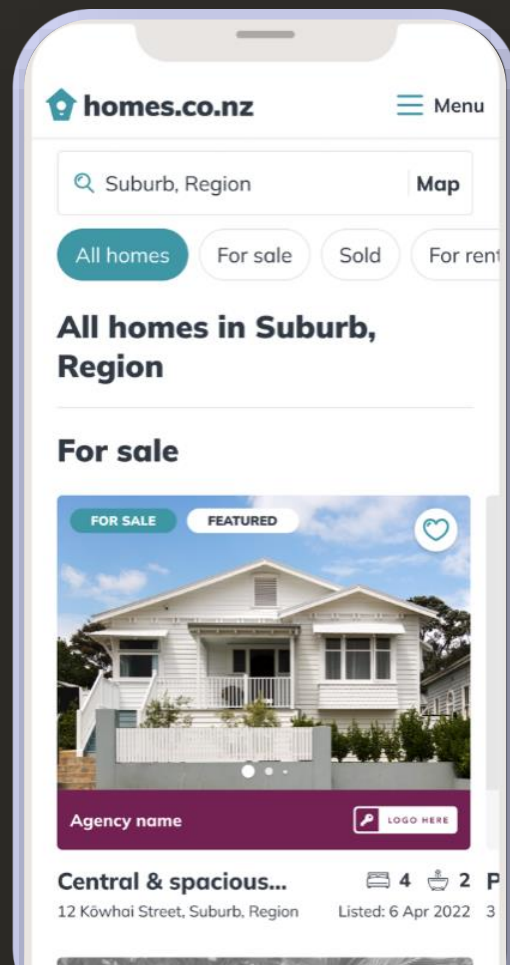 homes.co.nz Menu
Suburb, Region Map
All homes For sale Sold For rent
All homes in Suburb,
Region
For sale
FOR SALE FEATURED
Agency name LOGO HERE
Central & spacious... 4 2 P
12 Kōwhai Street, Suburb, Region Listed: 6 Apr 2022 3